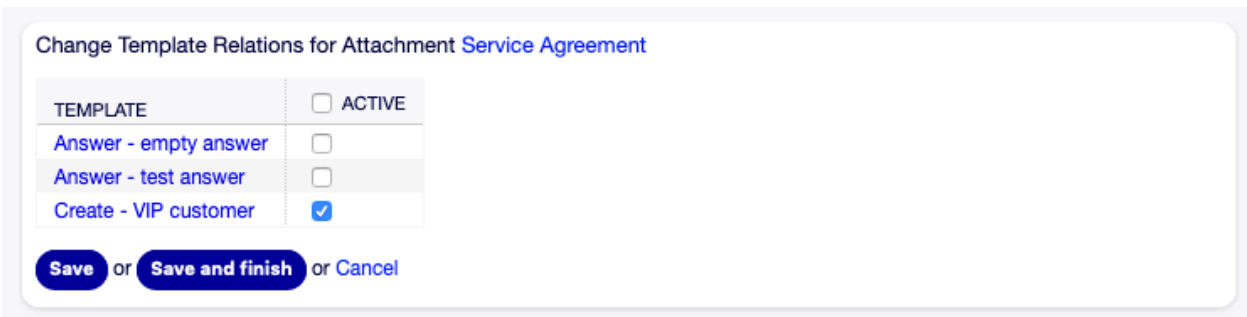 Change Template Relations for Attachment Service Agreement
TEMPLATE ACTIVE
Answer - empty answer
Answer - test answer
Create - VIP customer
Save or Save and finish or Cancel